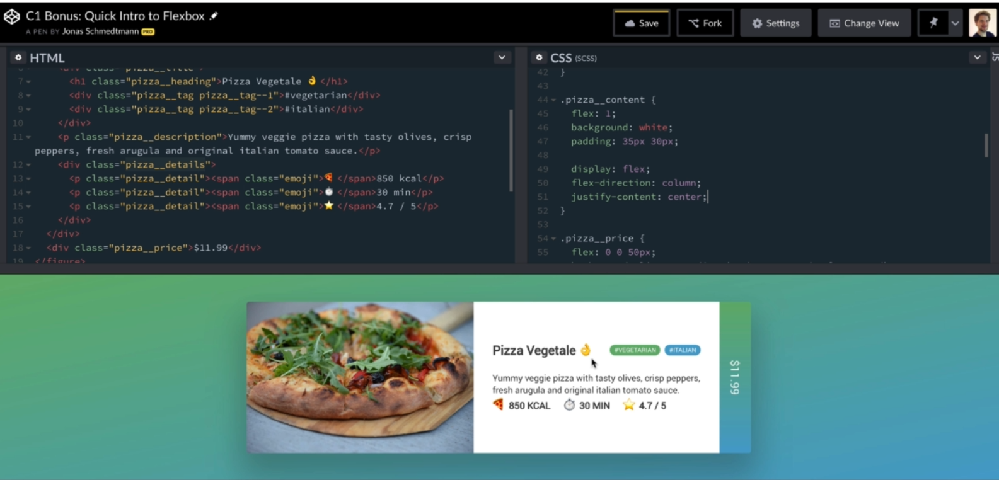 C1 Bonus: Quick Intro to Flexbox
A PEN BY Jonas Schmedtmann PRO
Save
Fork
Settings
Change View
HTML
7 <h1 class="pizza__heading">Pizza Vegetale 👌 </h1>
8 <div class="pizza__tag pizza__tag--1">#vegetarian</div>
9 <div class="pizza__tag pizza__tag--2">#italian</div>
10 </div>
11 <p class="pizza__description">Yummy veggie pizza with tasty olives, crisp
peppers, fresh arugula and original italian tomato sauce.</p>
12 <div class="pizza__details">
13 <p class="pizza__detail"><span class="emoji">🍕 </span>850 kcal</p>
14 <p class="pizza__detail"><span class="emoji">⏱ </span>30 min</p>
15 <p class="pizza__detail"><span class="emoji">⭐ </span>4.7 / 5</p>
16 </div>
17 </div>
18 <div class="pizza__price">$11.99</div>
19 </figure>
CSS (SCSS)
JS
42 }
43
44 .pizza__content {
45 flex: 1;
46 background: white;
47 padding: 35px 30px;
48
49 display: flex;
50 flex-direction: column;
51 justify-content: center;
52 }
53
54 .pizza__price {
55 flex: 0 0 50px;
Pizza Vegetale 👌
#VEGETARIAN
#ITALIAN
Yummy veggie pizza with tasty olives, crisp peppers,
fresh arugula and original italian tomato sauce.
🍕 850 KCAL ⏱ 30 MIN ⭐ 4.7 / 5
$11.99